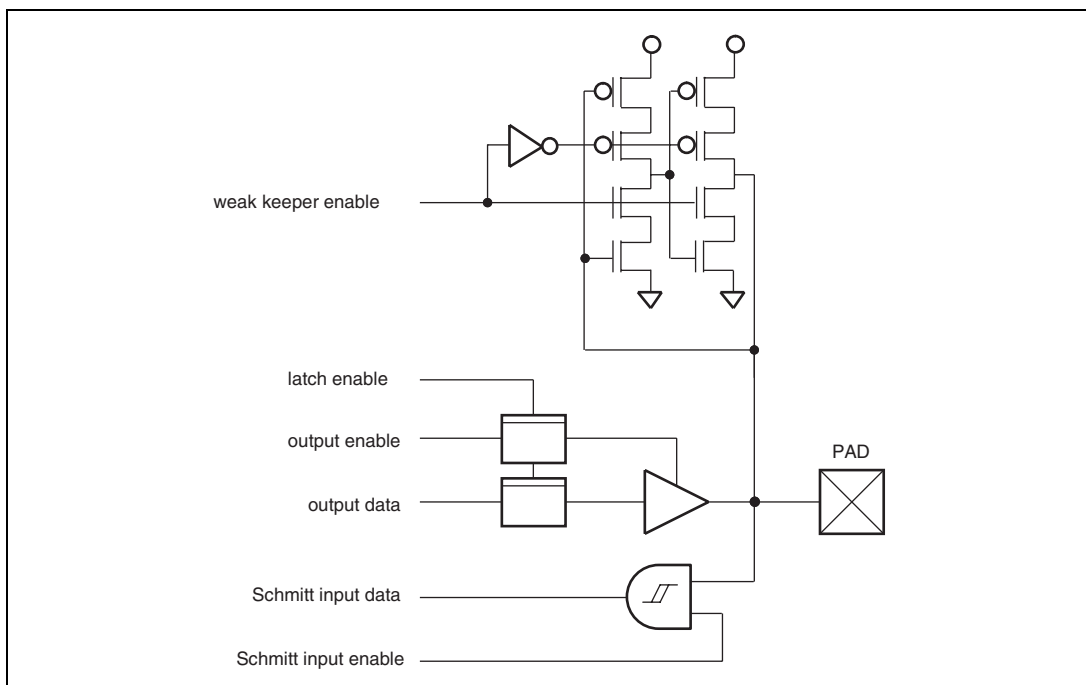 weak keeper enable
latch enable
output enable
PAD
output data
Schmitt input data
Schmitt input enable